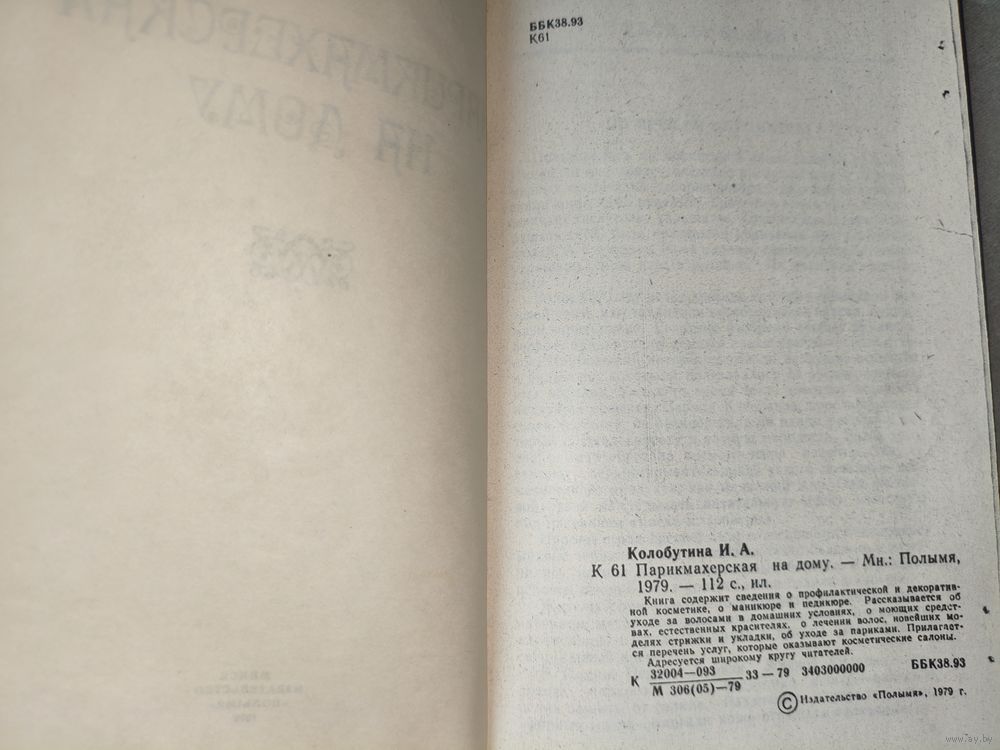 ББК38.93
К61
Колобутина И. А.
К 61 Парикмахерская на дому. — Мн.: Полымя,
1979. — 112 с., ил.
Книга содержит сведения о профилактической и декоратив-
ной косметике, о маникюре и педикюре. Рассказывается об
уходе за волосами в домашних условиях, о моющих средст-
вах, естественных красителях, о лечении волос, новейших мо-
делях стрижки и укладки, об уходе за париками. Прилагает-
ся перечень услуг, которые оказывают косметические салоны.
Адресуется широкому кругу читателей.
К 32004—093 33—79 3403000000 ББК38.93
М 306(05)—79
© Издательство «Полымя», 1979 г.
www.ay.by